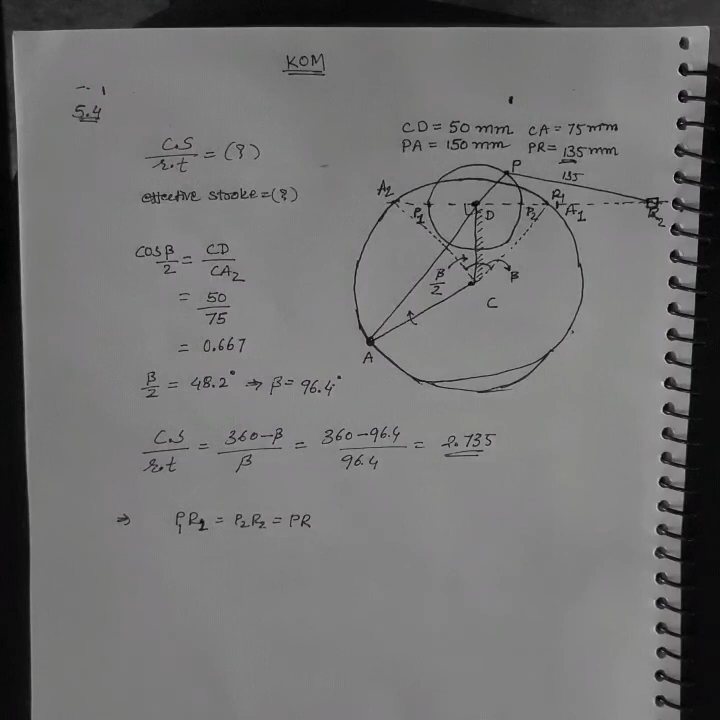 KOM
5.4
C.S/r.t = (?)
effective stroke = (?)
CD = 50 mm CA = 75 mm
PA = 150 mm PR = 135 mm
P
135
A2 P1 D P2 R1 A1 R2
β/2 β
C
A
cos β/2 = CD/CA2
= 50/75
= 0.667
β/2 = 48.2° ⇒ β = 96.4°
C.S/r.t = 360-β/β = 360-96.4/96.4 = 2.735
⇒ P1R1 = P2R2 = PR